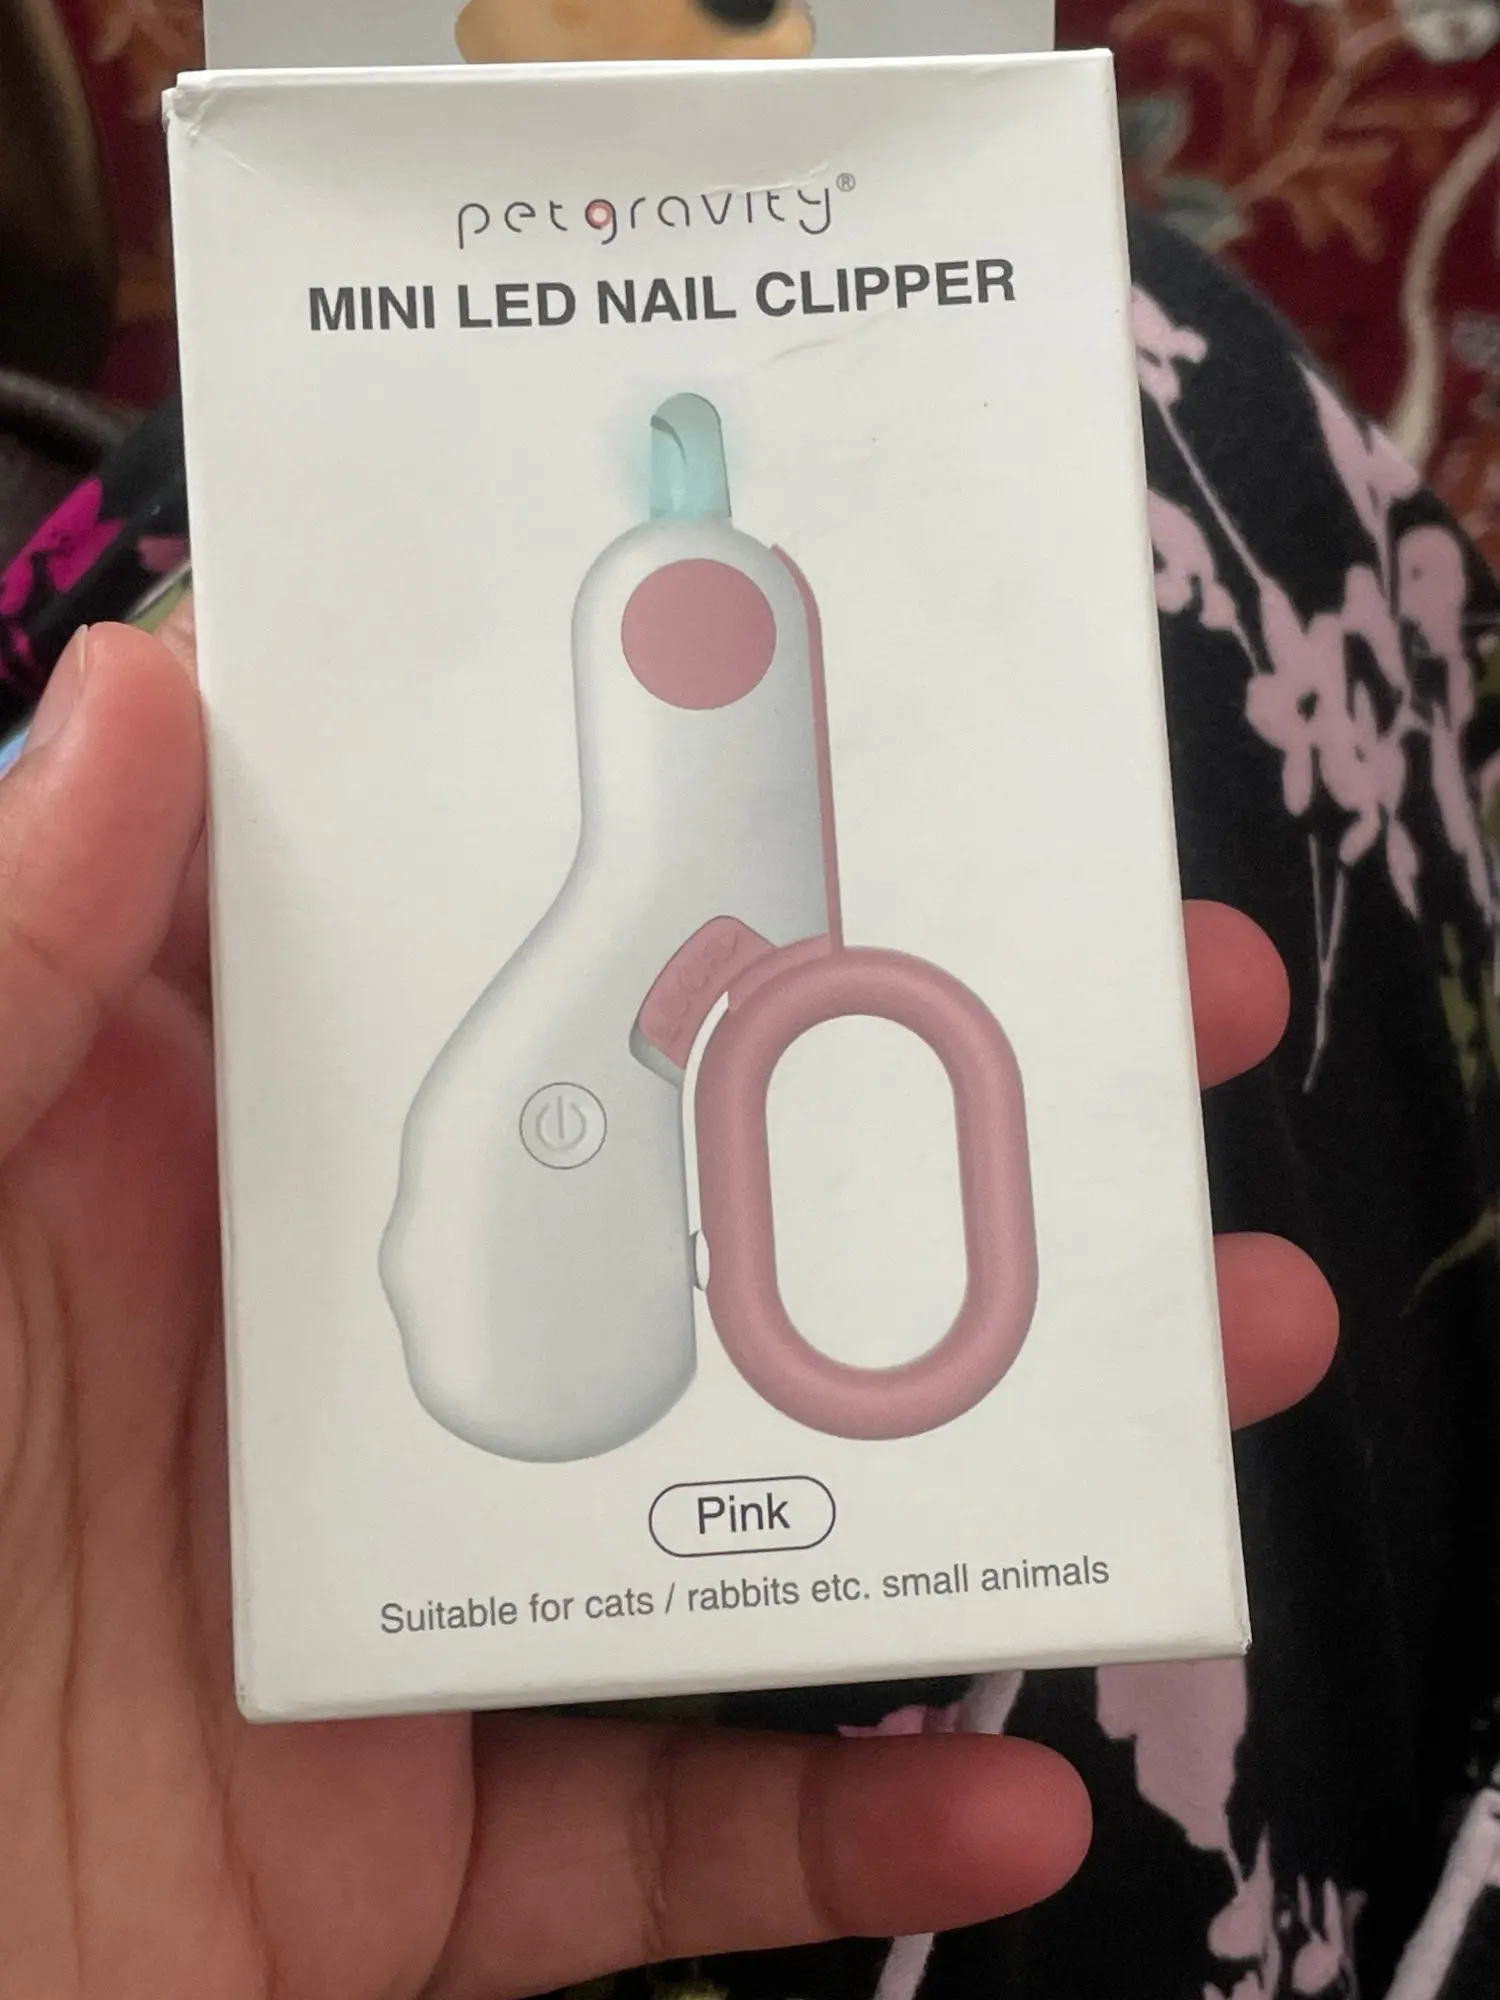 petgravity®
MINI LED NAIL CLIPPER
Pink
Suitable for cats / rabbits etc. small animals